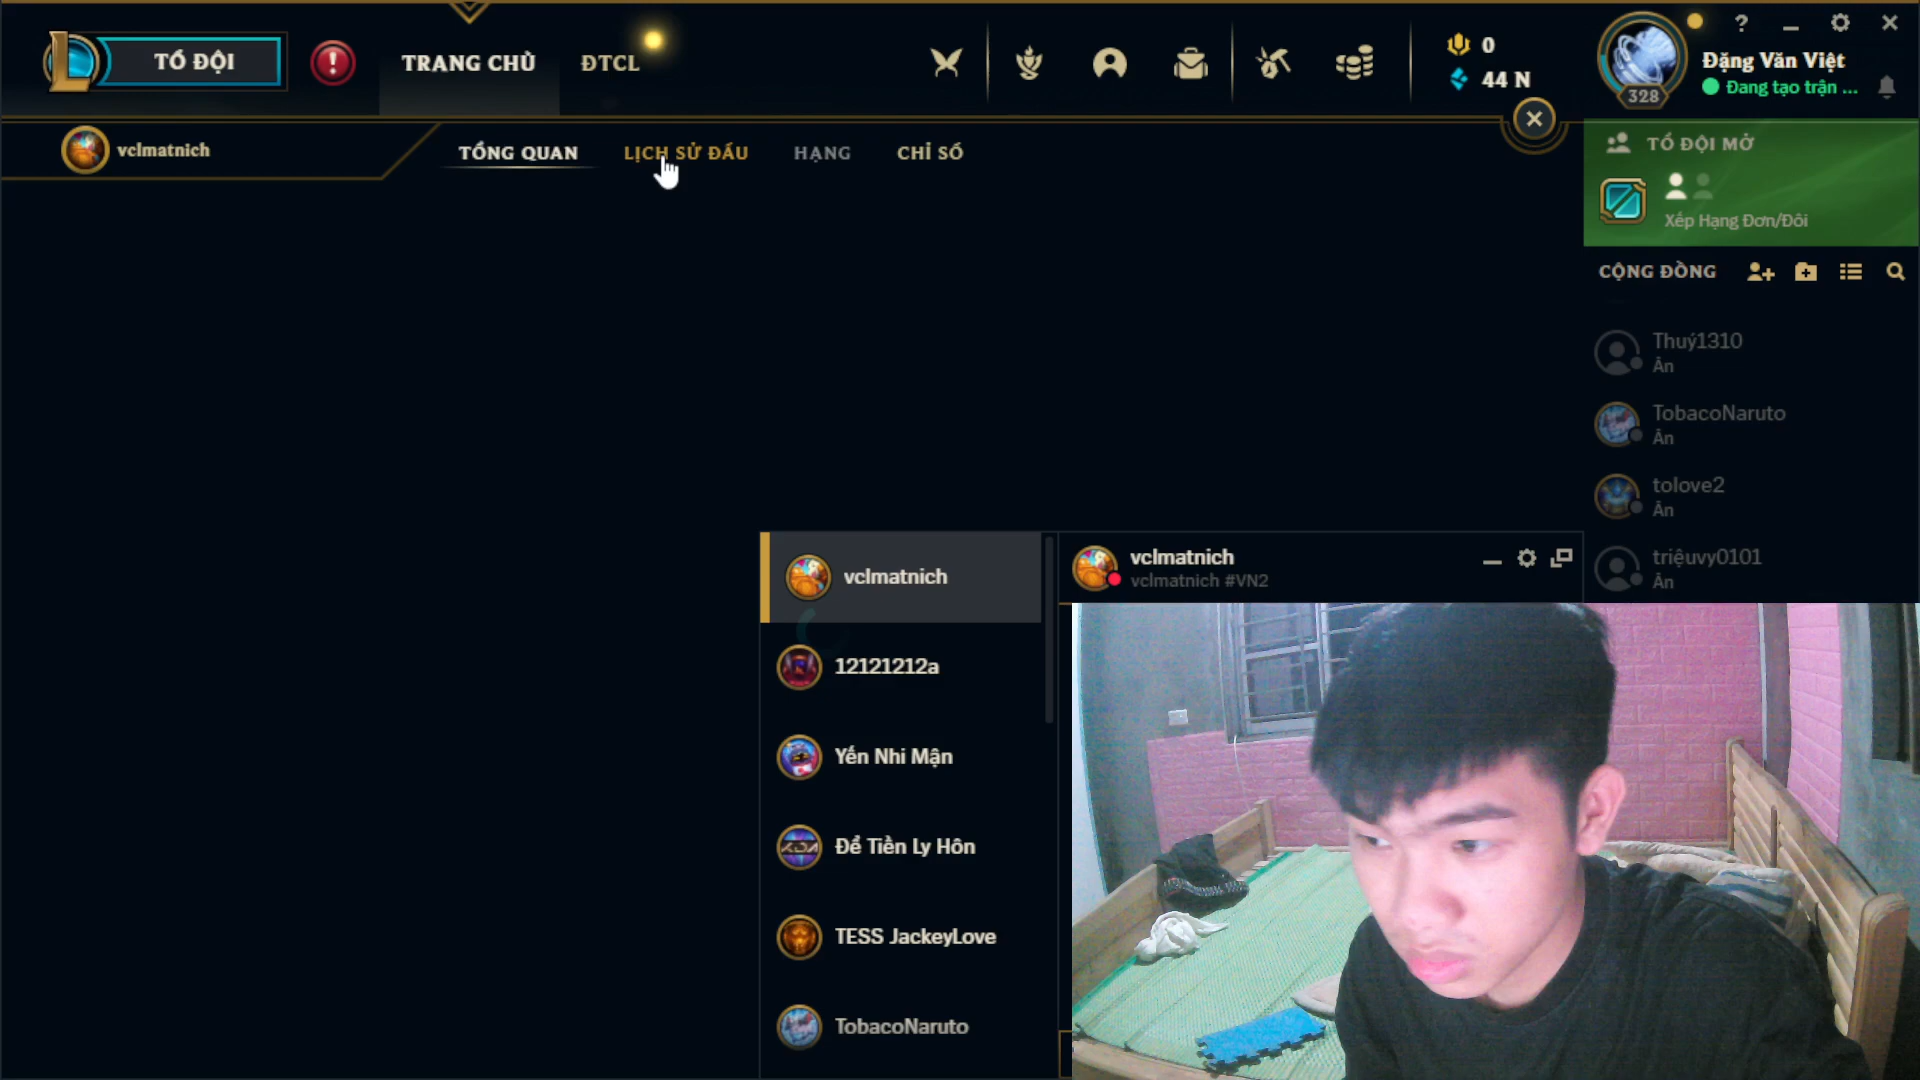 TỔ ĐỘI
TRANG CHỦ
ĐTCL
0
44 N
328
Đặng Văn Việt
Đang tạo trận ...
vclmatnich
TỔNG QUAN
LỊCH SỬ ĐẤU
HẠNG
CHỈ SỐ
TỔ ĐỘI MỞ
Xếp Hạng Đơn/Đôi
CỘNG ĐỒNG
Thuý1310
Ẩn
TobacoNaruto
Ẩn
tolove2
Ẩn
triệuvy0101
Ẩn
vclmatnich
12121212a
Yến Nhi Mận
Để Tiền Ly Hôn
TESS JackeyLove
TobacoNaruto
vclmatnich
vclmatnich #VN2